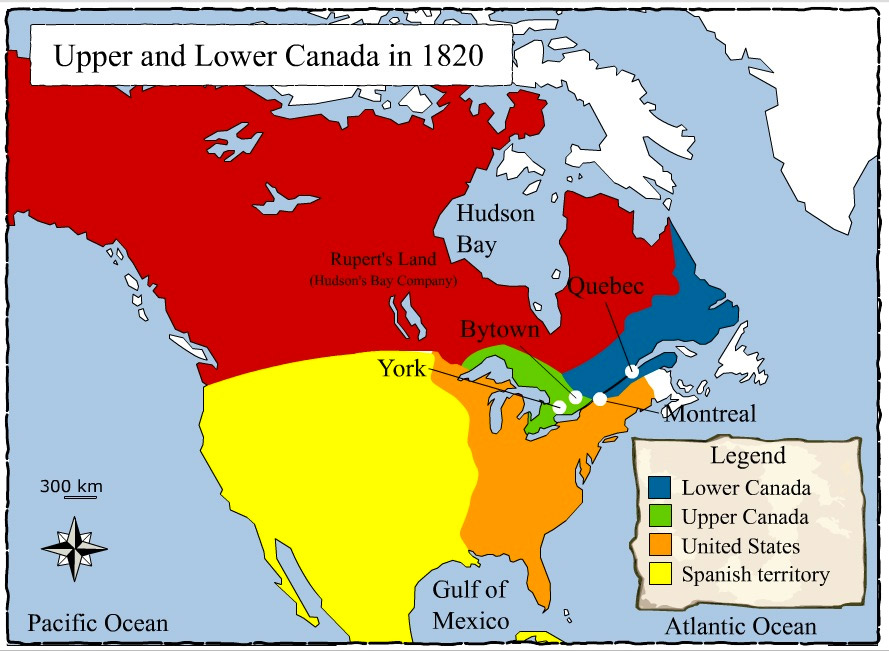 Upper and Lower Canada in 1820
Hudson
Bay
Rupert's Land
(Hudson's Bay Company)
Quebec
Bytown
York
Montreal
Legend
Lower Canada
Upper Canada
United States
Spanish territory
300 km
Gulf of
Mexico
Pacific Ocean
Atlantic Ocean